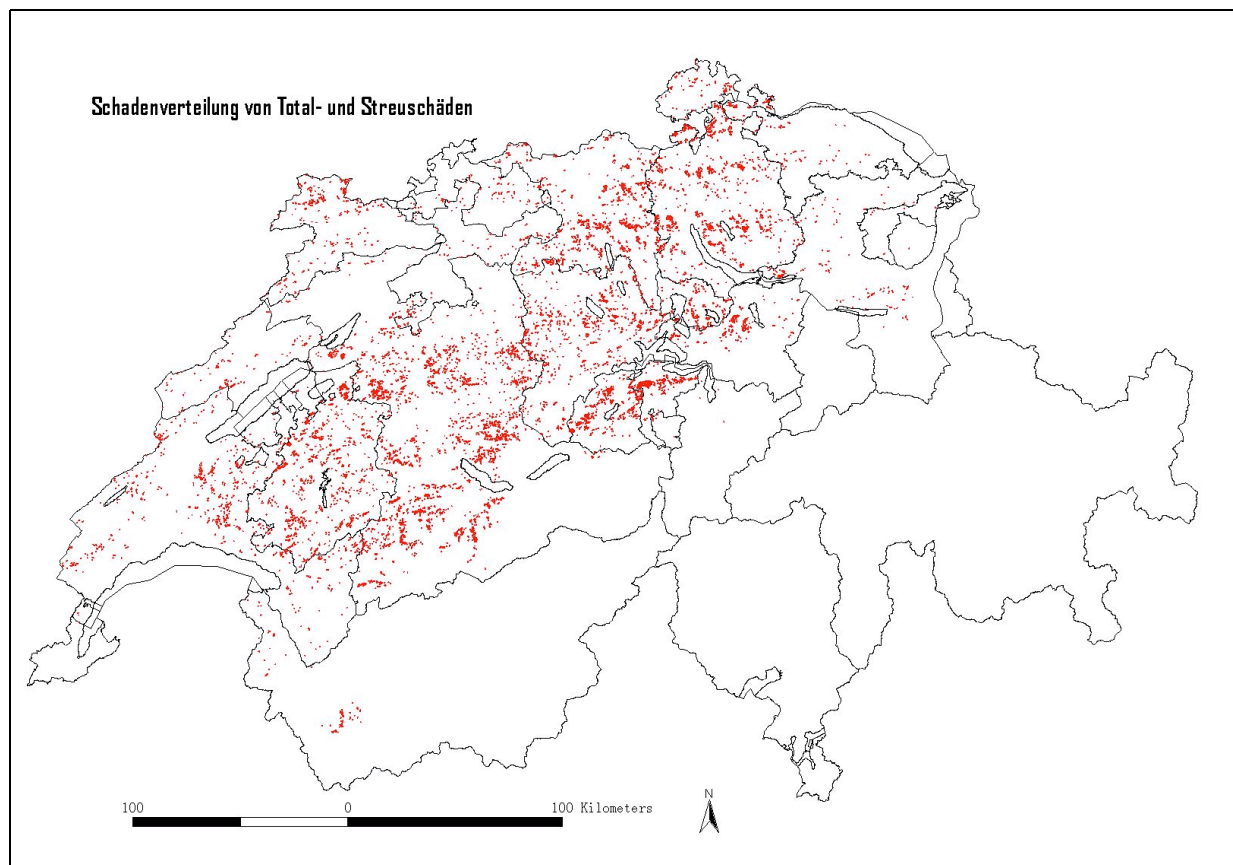 Schadenverteilung von Total- und Streuschäden
N
100 0 100 Kilometers